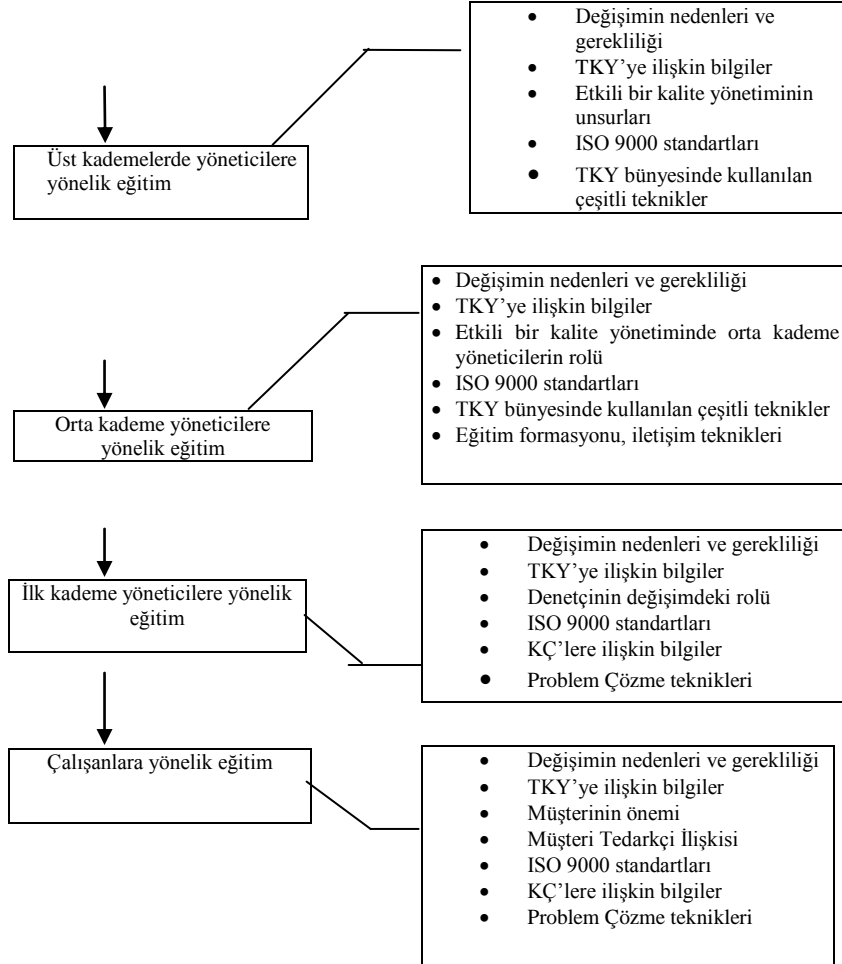 Üst kademelerde yöneticilere
yönelik eğitim
• Değişimin nedenleri ve
gerekliliği
• TKY’ye ilişkin bilgiler
• Etkili bir kalite yönetiminin
unsurları
• ISO 9000 standartları
• TKY bünyesinde kullanılan
çeşitli teknikler
Orta kademe yöneticilere
yönelik eğitim
• Değişimin nedenleri ve gerekliliği
• TKY’ye ilişkin bilgiler
• Etkili bir kalite yönetiminde orta kademe
yöneticilerin rolü
• ISO 9000 standartları
• TKY bünyesinde kullanılan çeşitli teknikler
• Eğitim formasyonu, iletişim teknikleri
İlk kademe yöneticilere yönelik
eğitim
• Değişimin nedenleri ve gerekliliği
• TKY’ye ilişkin bilgiler
• Denetçinin değişimdeki rolü
• ISO 9000 standartları
• KÇ’lere ilişkin bilgiler
• Problem Çözme teknikleri
Çalışanlara yönelik eğitim
• Değişimin nedenleri ve gerekliliği
• TKY’ye ilişkin bilgiler
• Müşterinin önemi
• Müşteri Tedarkçi İlişkisi
• ISO 9000 standartları
• KÇ’lere ilişkin bilgiler
• Problem Çözme teknikleri